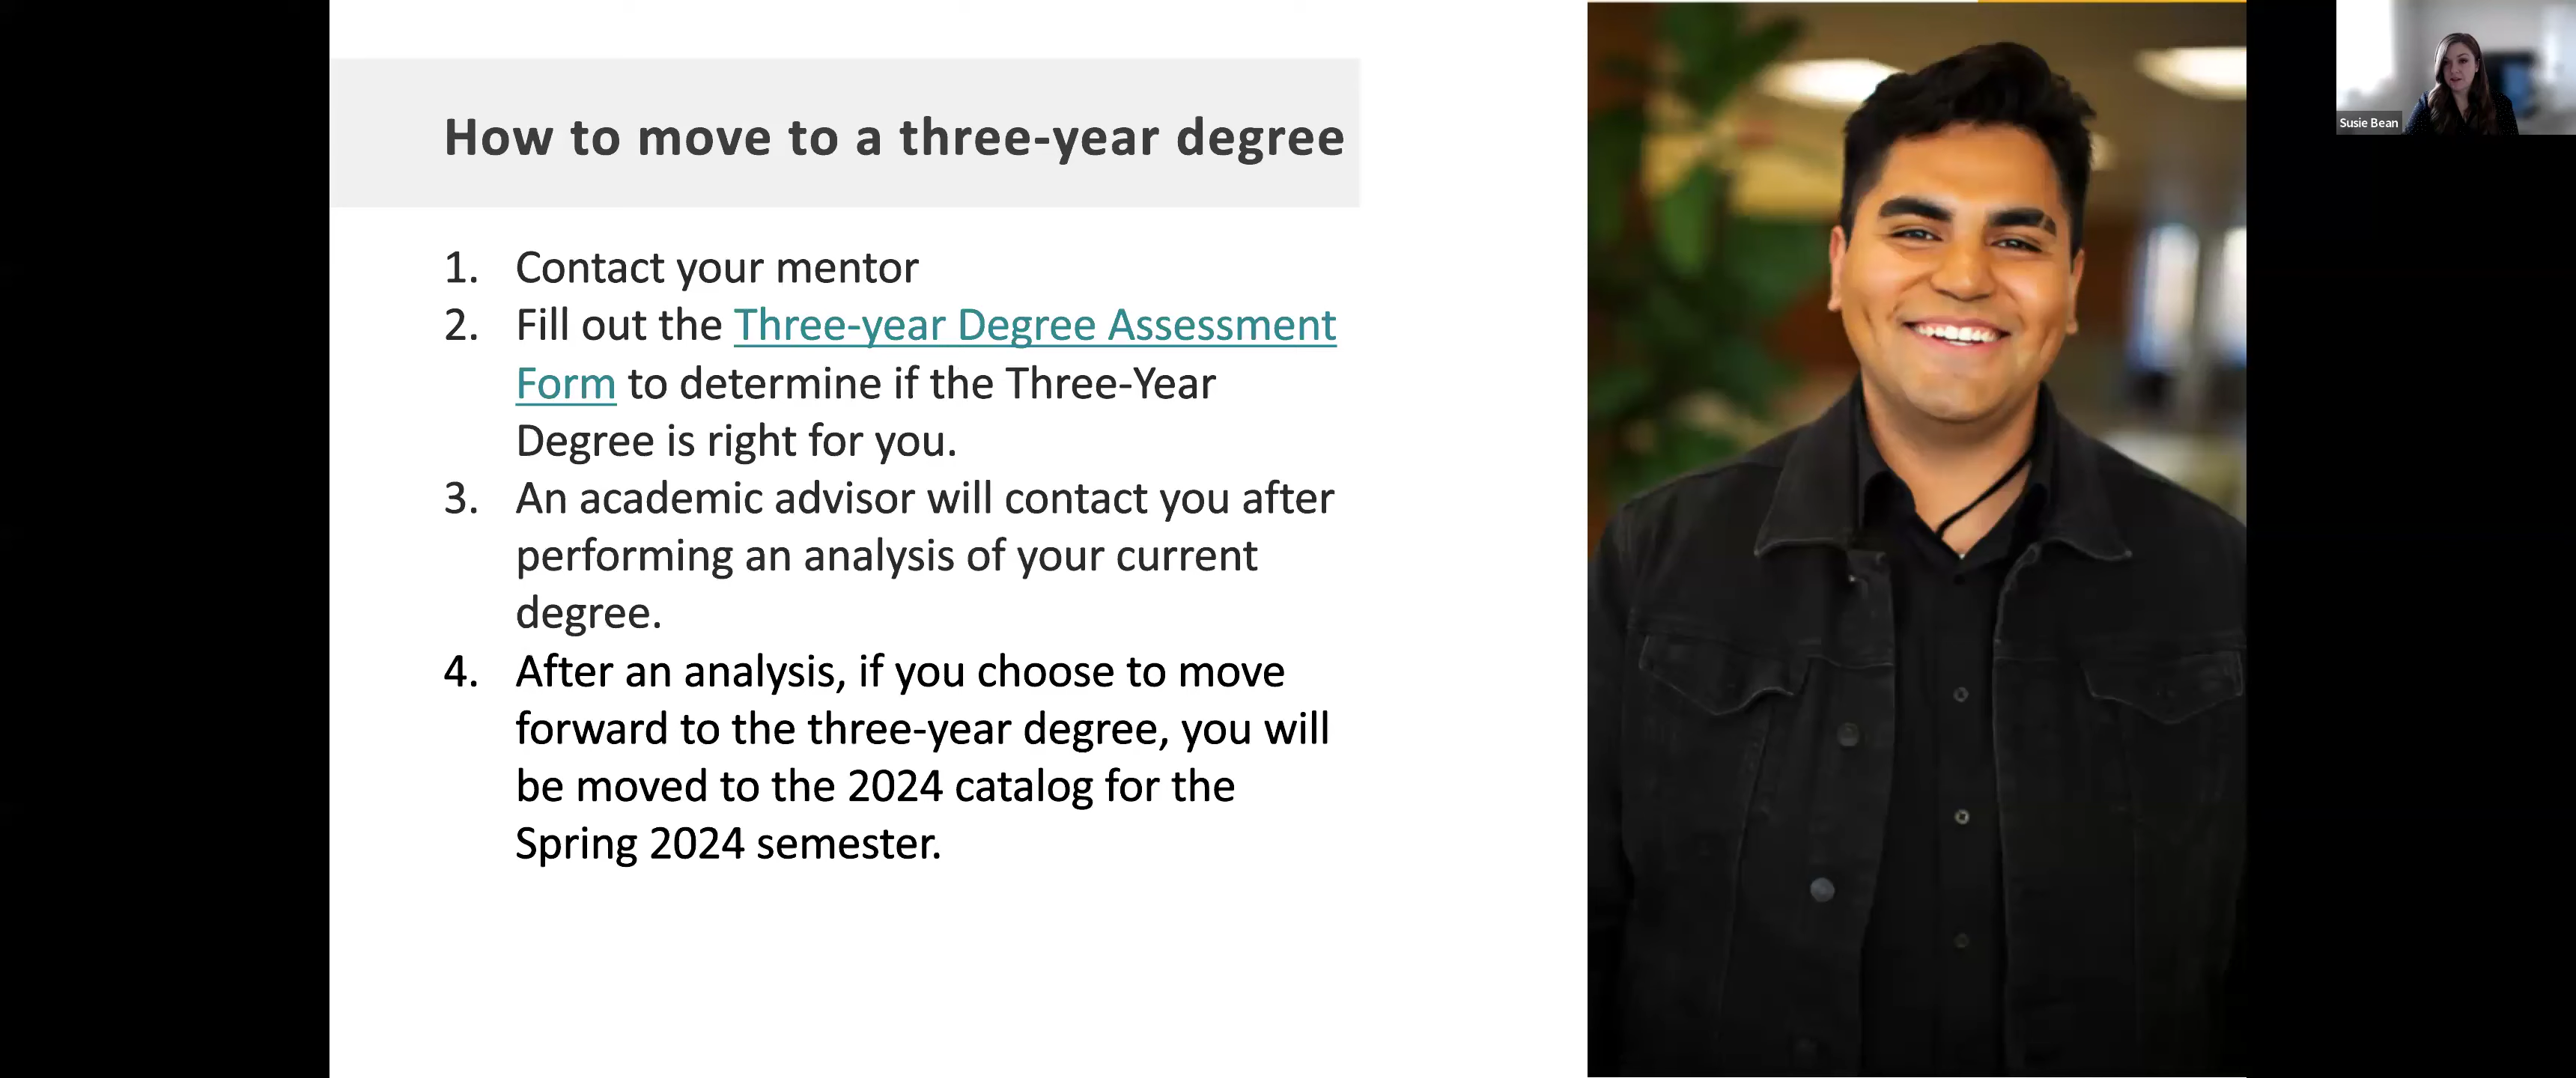 How to move to a three-year degree
1. Contact your mentor
2. Fill out the Three-year Degree Assessment
Form to determine if the Three-Year
Degree is right for you.
3. An academic advisor will contact you after
performing an analysis of your current
degree.
4. After an analysis, if you choose to move
forward to the three-year degree, you will
be moved to the 2024 catalog for the
Spring 2024 semester.
Susie Bean